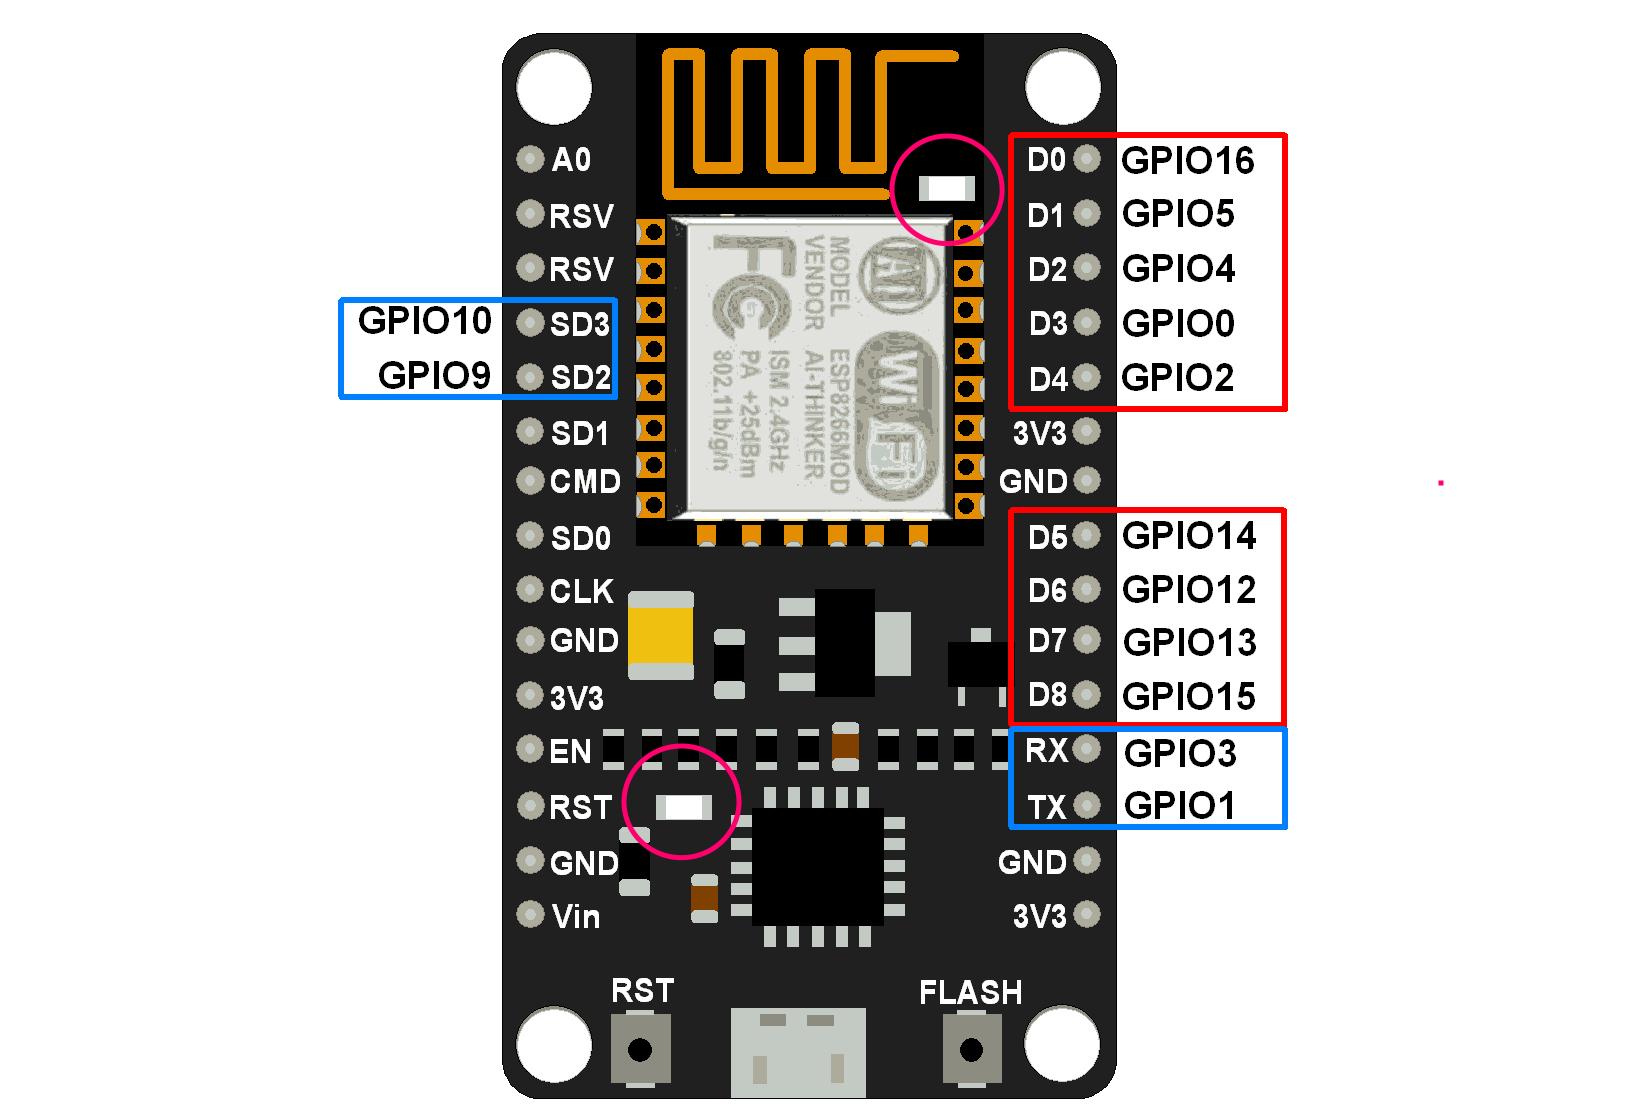 A0
RSV
RSV
GPIO10 SD3
GPIO9 SD2
SD1
CMD
SD0
CLK
GND
3V3
EN
RST
GND
Vin
D0 GPIO16
D1 GPIO5
D2 GPIO4
D3 GPIO0
D4 GPIO2
3V3
GND
D5 GPIO14
D6 GPIO12
D7 GPIO13
D8 GPIO15
RX GPIO3
TX GPIO1
GND
3V3
FC
Ai
WiFi
MODEL ESP8266MOD
VENDOR AI-THINKER
ISM 2.4GHz
PA +25dBm
802.11b/g/n
RST
FLASH